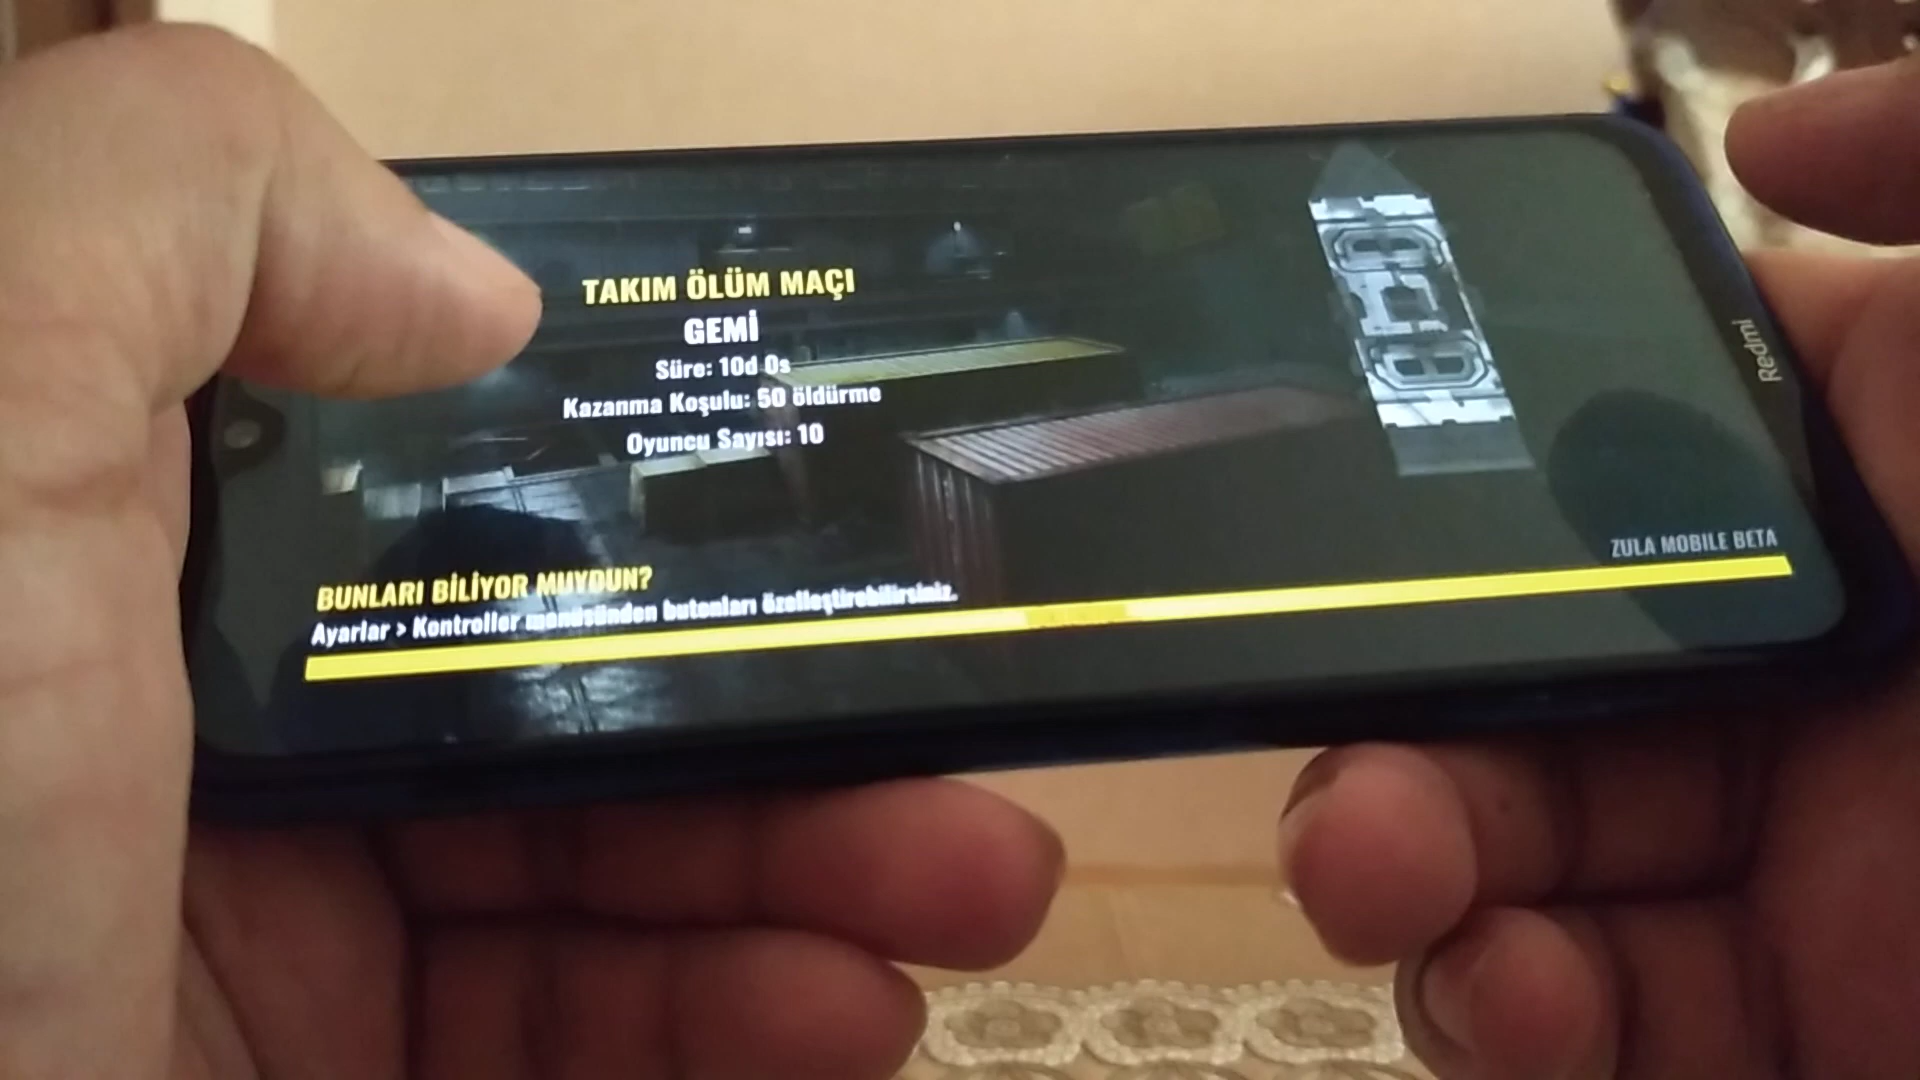 TAKIM ÖLÜM MAÇI
GEMİ
Süre: 10d 0s
Kazanma Koşulu: 50 öldürme
Oyuncu Sayısı: 10
Redmi
ZULA MOBILE BETA
BUNLARI BİLİYOR MUYDUN?
Ayarlar > Kontroller menüsünden butonları özelleştirebilirsiniz.